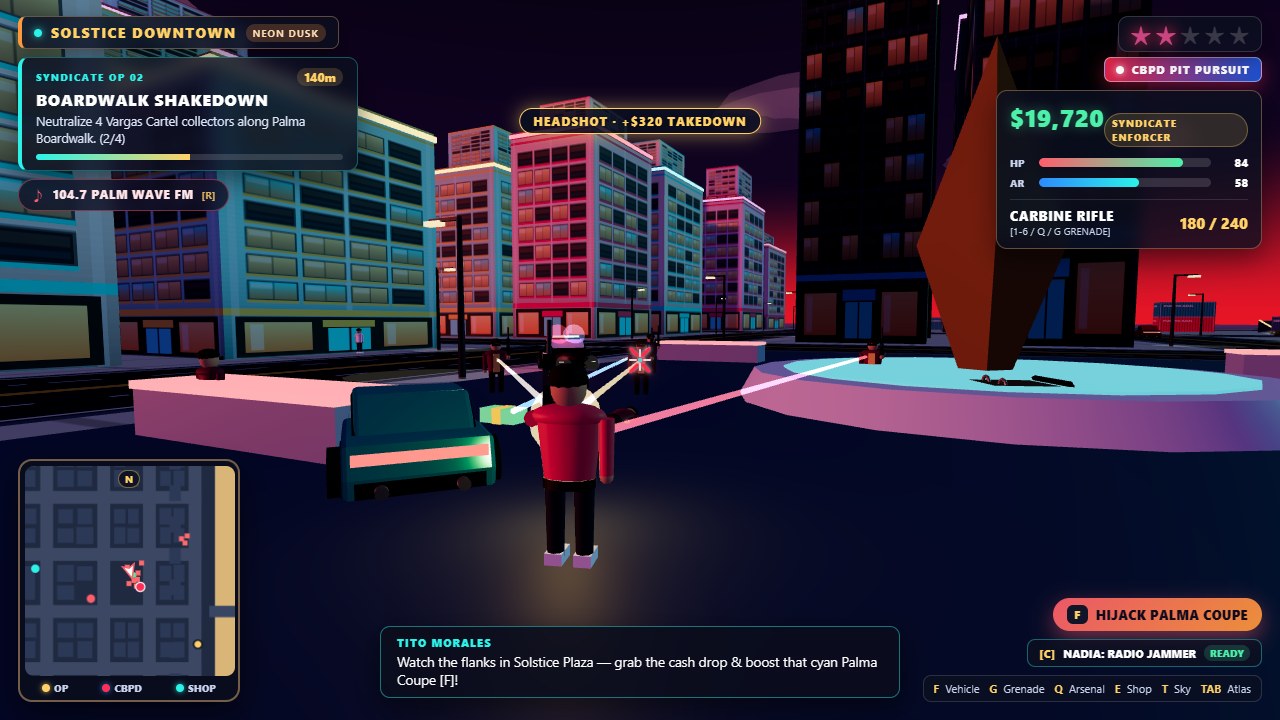 SOLSTICE DOWNTOWN NEON DUSK
SYNDICATE OP 02 140m
BOARDWALK SHAKEDOWN
Neutralize 4 Vargas Cartel collectors along Palma
Boardwalk. (2/4)
♪ 104.7 PALM WAVE FM [R]
HEADSHOT · +$320 TAKEDOWN
★★★★★
CBPD PIT PURSUIT
$19,720 SYNDICATE
ENFORCER
HP 84
AR 58
CARBINE RIFLE 180 / 240
[1-6 / Q / G GRENADE]
N
OP CBPD SHOP
TITO MORALES
Watch the flanks in Solstice Plaza — grab the cash drop & boost that cyan Palma
Coupe [F]!
F HIJACK PALMA COUPE
[C] NADIA: RADIO JAMMER READY
F Vehicle G Grenade Q Arsenal E Shop T Sky TAB Atlas